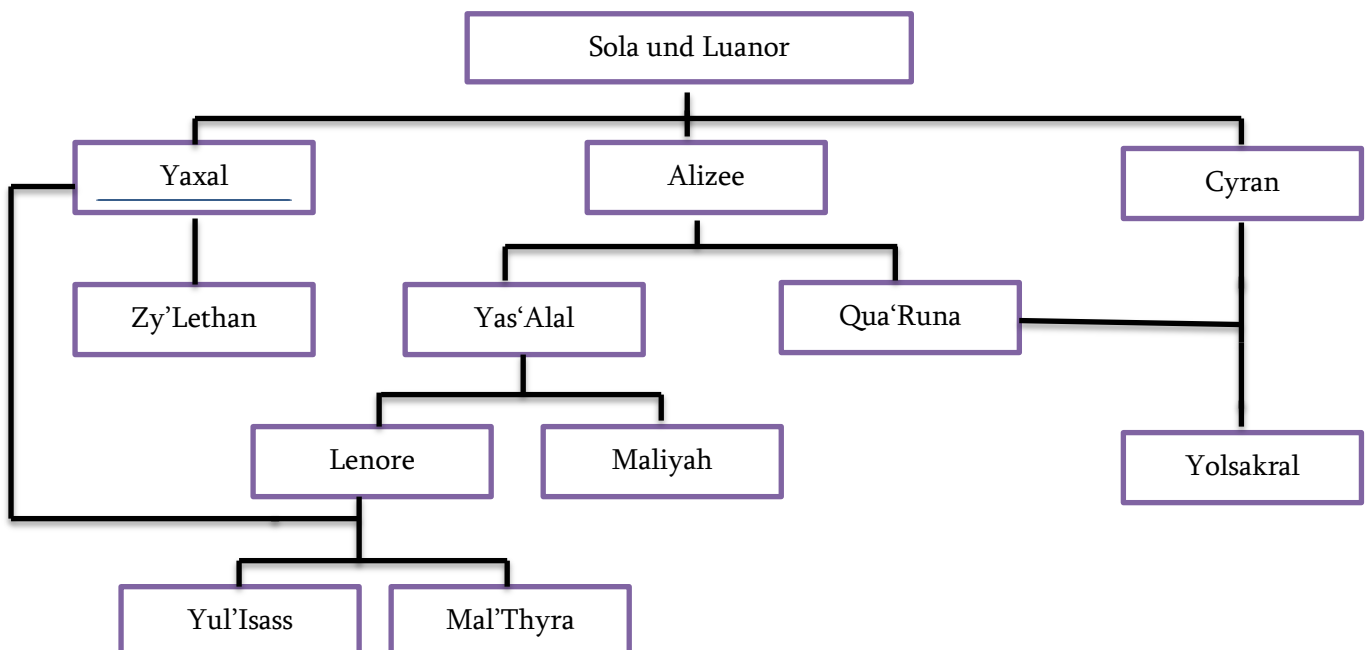 Sola und Luanor
Yaxal
Alizee
Cyran
Zy’Lethan
Yas‘Alal
Qua‘Runa
Lenore
Maliyah
Yolsakral
Yul’Isass
Mal’Thyra